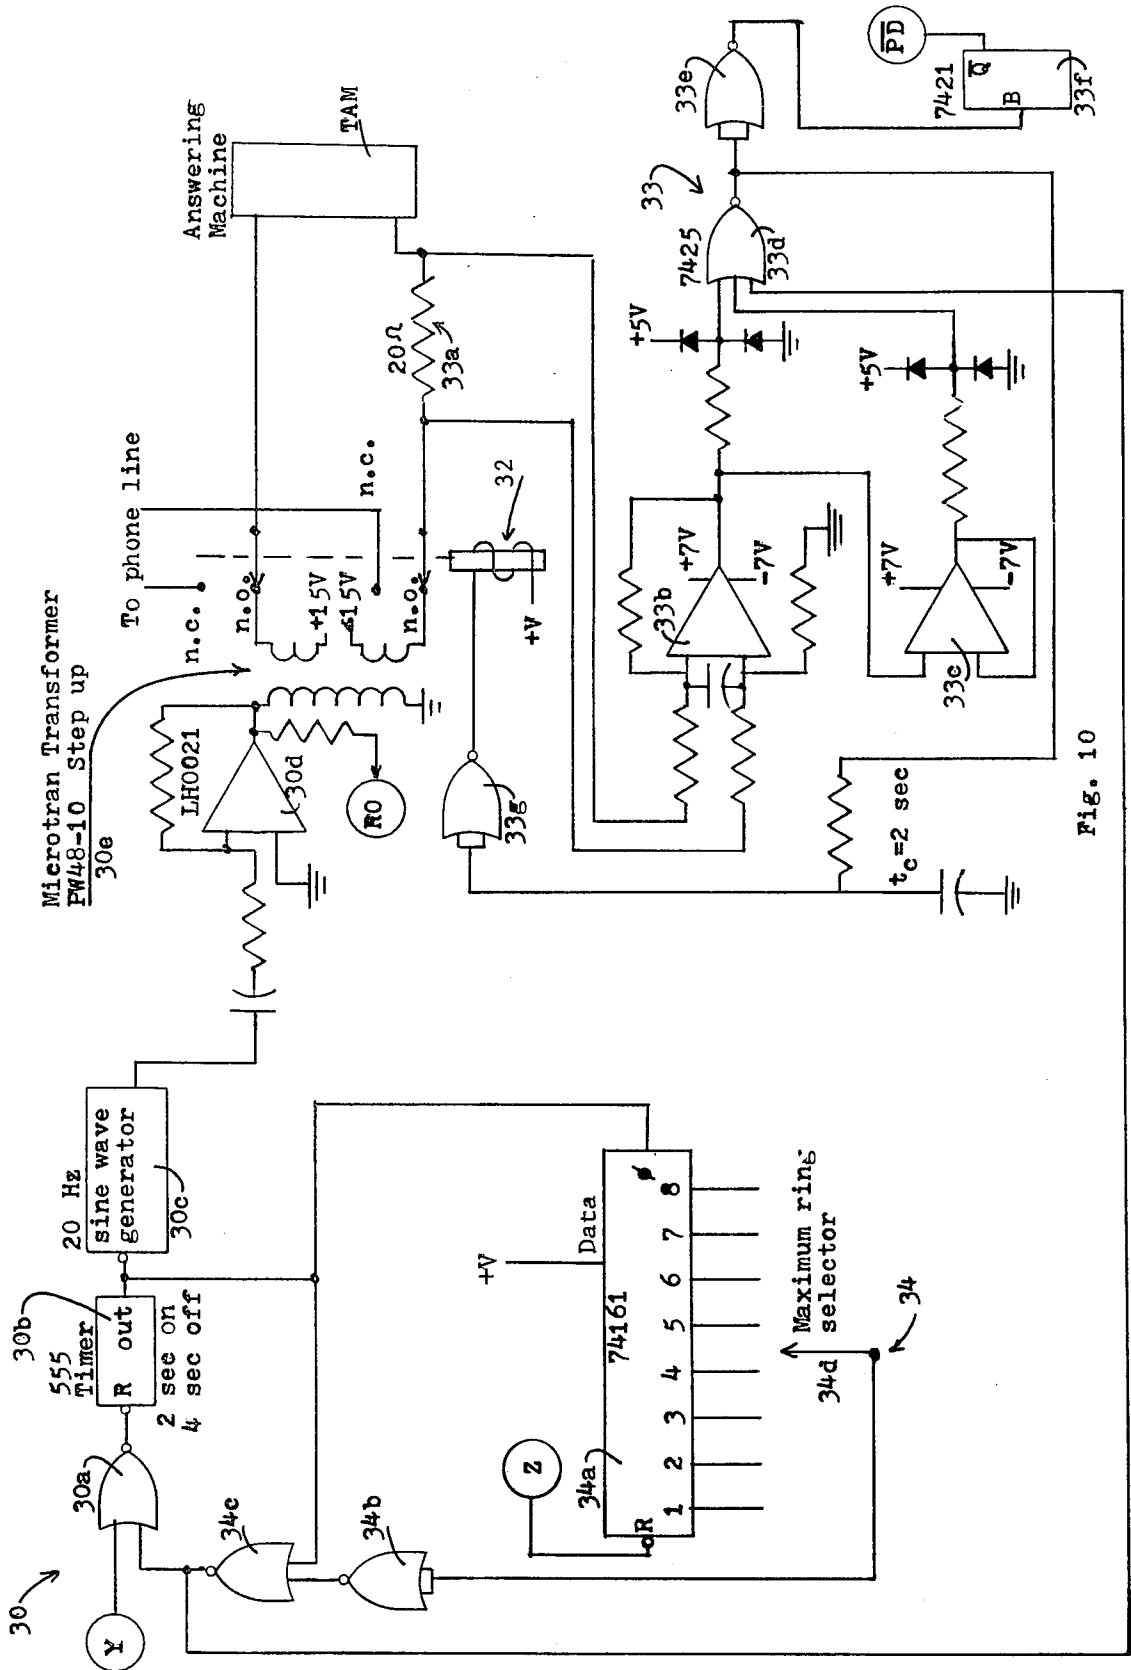 30
Y
30a
34c
34b
30b
555
Timer
R out
2 see on
4 sec off
20 Hz
sine wave
generator
30c
Z
34a
R
74161
+V
Data
1 2 3 4 5 6 7 8 ϕ
Maximum ring
selector
34d
34
Microtran Transformer
PW48-10 Step up
30e
LH0021
30d
RO
To phone line
n.c.
n.o.
+15V
+15V
n.o.
n.c.
32
+V
33g
Answering
Machine
TAM
20Ω
33a
33b
+7V
-7V
33c
+7V
-7V
tc=2 sec
+5V
+5V
33
7425
33d
33e
7421
PD
Q
B
33f
Fig. 10